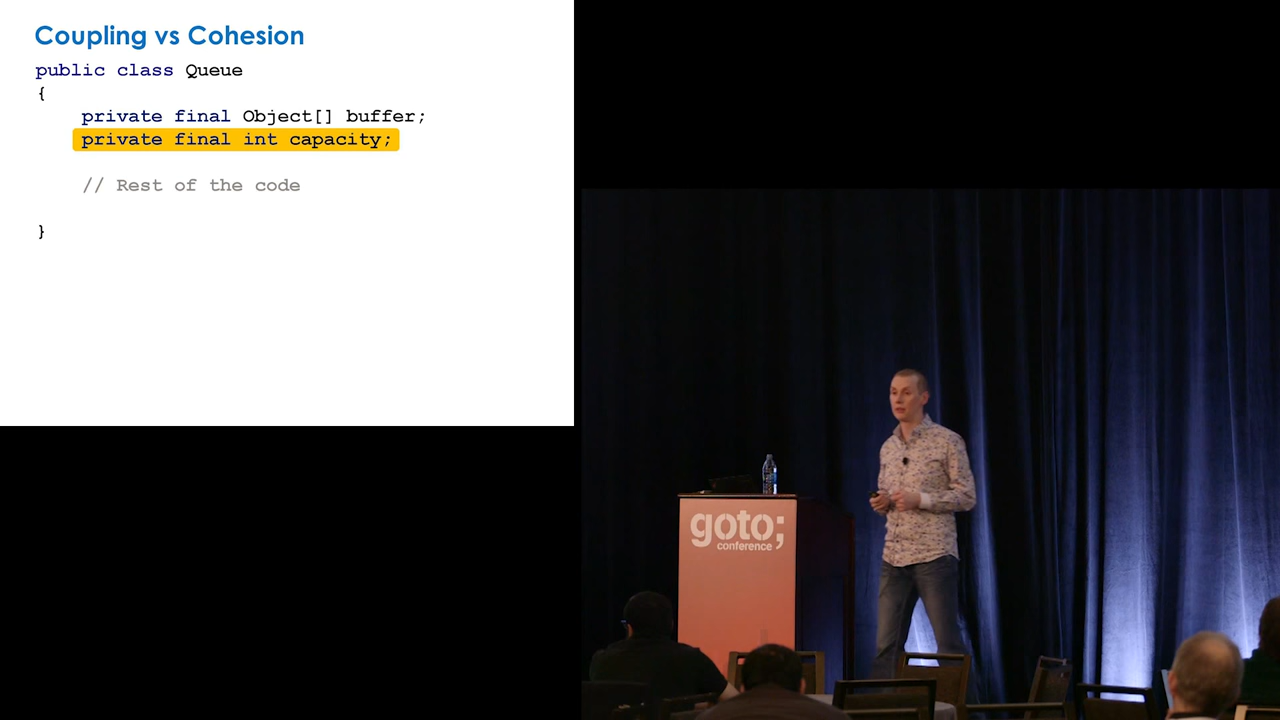 Coupling vs Cohesion
public class Queue
{
    private final Object[] buffer;
    private final int capacity;
    // Rest of the code
}
goto;
conference